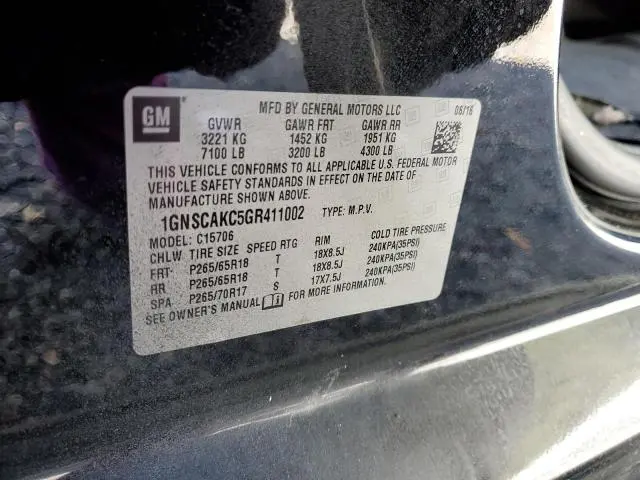 GM
MFD BY GENERAL MOTORS LLC 06/16
GVWR GAWR FRT GAWR RR
3221 KG 1452 KG 1951 KG
7100 LB 3200 LB 4300 LB
THIS VEHICLE CONFORMS TO ALL APPLICABLE U.S. FEDERAL MOTOR
VEHICLE SAFETY STANDARDS IN EFFECT ON THE DATE OF
MANUFACTURE SHOWN ABOVE.
1GNSCAKC5GR411002 TYPE: M.P.V.
MODEL: C15706
CHLW TIRE SIZE SPEED RTG RIM COLD TIRE PRESSURE
FRT P265/65R18 T 18X8.5J 240KPA(35PSI)
RR P265/65R18 T 18X8.5J 240KPA(35PSI)
SPA P265/70R17 S 17X7.5J 240KPA(35PSI)
SEE OWNER'S MANUAL FOR MORE INFORMATION.